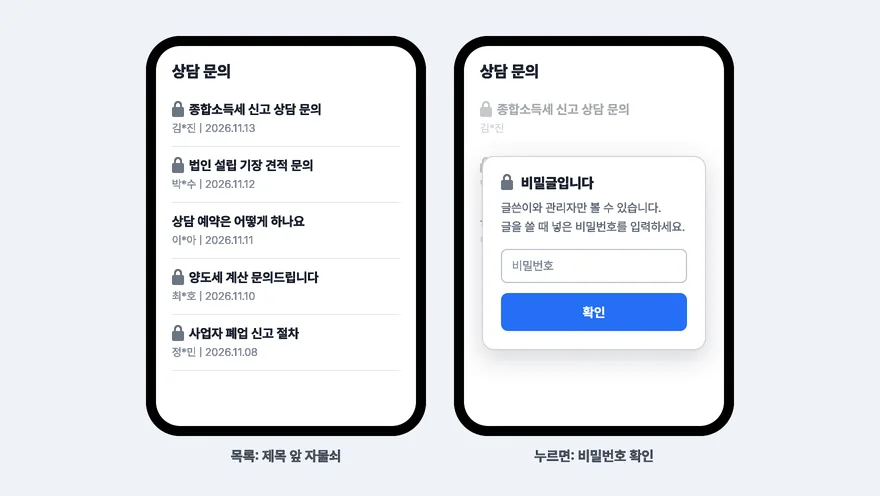 상담 문의
종합소득세 신고 상담 문의
김*진 | 2026.11.13
법인 설립 기장 견적 문의
박*수 | 2026.11.12
상담 예약은 어떻게 하나요
이*아 | 2026.11.11
양도세 계산 문의드립니다
최*호 | 2026.11.10
사업자 폐업 신고 절차
정*민 | 2026.11.08
목록: 제목 앞 자물쇠
상담 문의
종합소득세 신고 상담 문의
김*진
비밀글입니다
글쓴이와 관리자만 볼 수 있습니다.
글을 쓸 때 넣은 비밀번호를 입력하세요.
비밀번호
확인
누르면: 비밀번호 확인